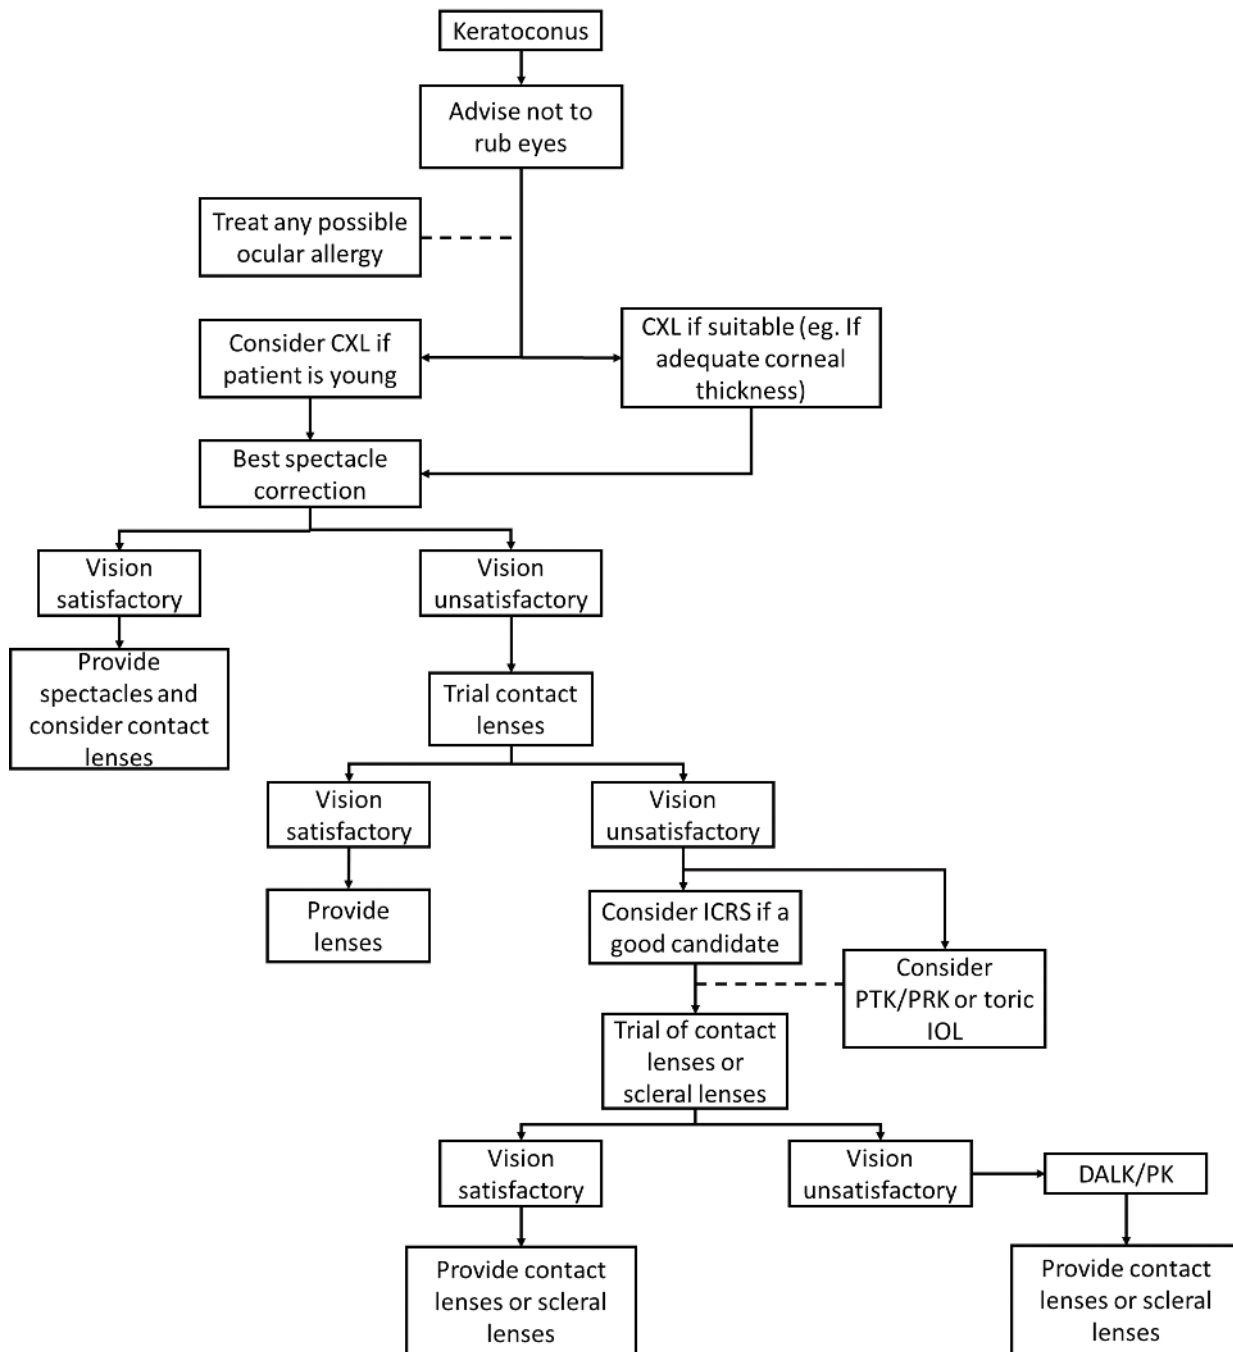 Keratoconus
Advise not to
rub eyes
Treat any possible
ocular allergy
Consider CXL if
patient is young
CXL if suitable (eg. If
adequate corneal
thickness)
Best spectacle
correction
Vision
satisfactory
Vision
unsatisfactory
Provide
spectacles and
consider contact
lenses
Trial contact
lenses
Vision
satisfactory
Vision
unsatisfactory
Provide
lenses
Consider ICRS if a
good candidate
Consider
PTK/PRK or toric
IOL
Trial of contact
lenses or
scleral lenses
Vision
satisfactory
Vision
unsatisfactory
DALK/PK
Provide contact
lenses or scleral
lenses
Provide contact
lenses or scleral
lenses